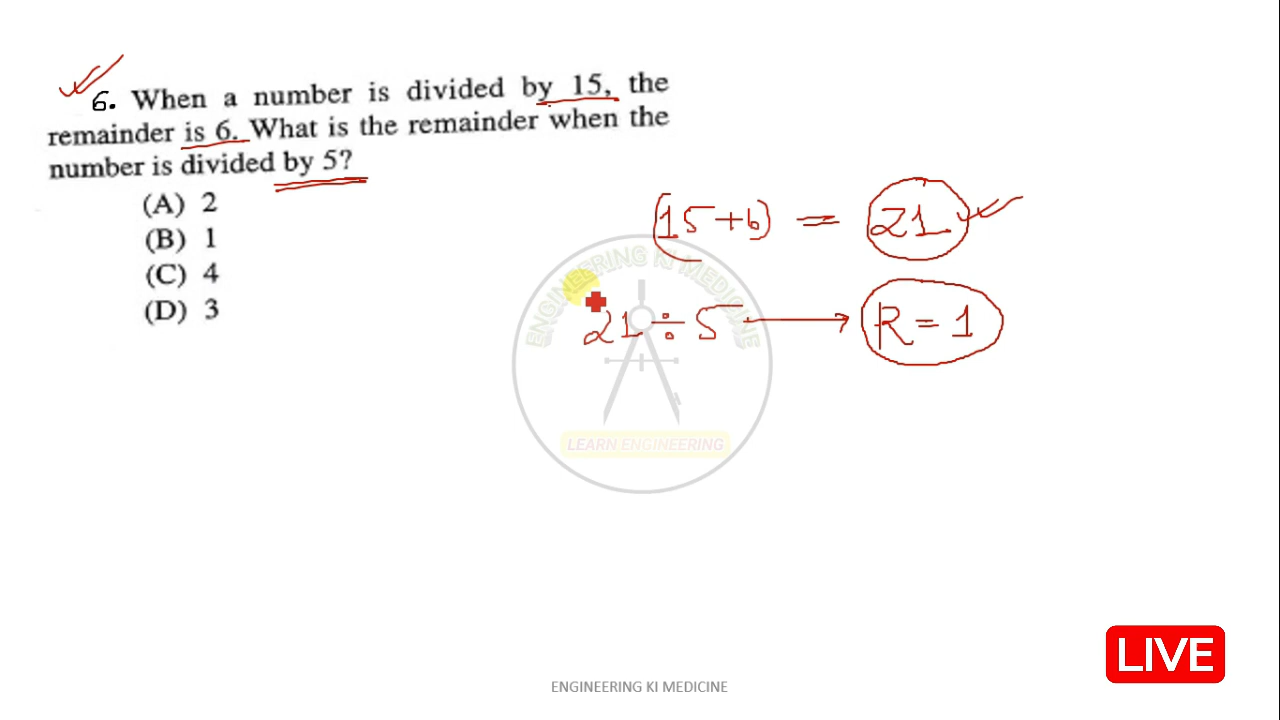 6. When a number is divided by 15, the
remainder is 6. What is the remainder when the
number is divided by 5?
(A) 2
(B) 1
(C) 4
(D) 3
(15+6) = 21
21 ÷ 5 → R = 1
ENGINEERING KI MEDICINE
LEARN ENGINEERING
LIVE
ENGINEERING KI MEDICINE